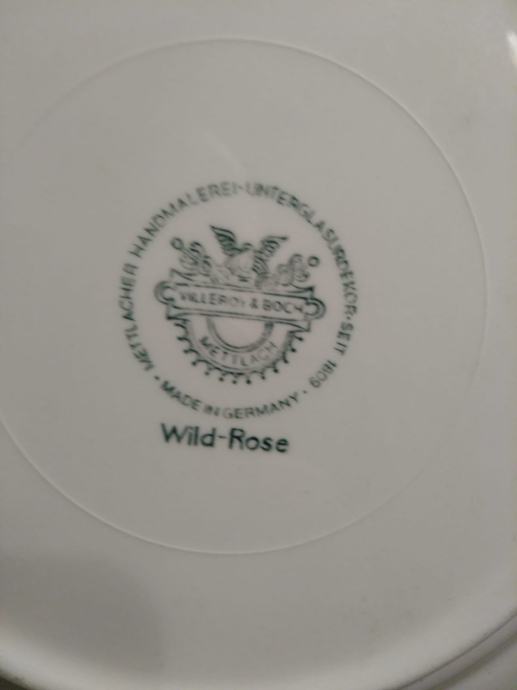 METTLACHER HANDMALEREI-UNTERGLASURDEKOR·SEIT 1809
VILLEROY & BOCH
METTLACH
· MADE IN GERMANY ·
Wild-Rose